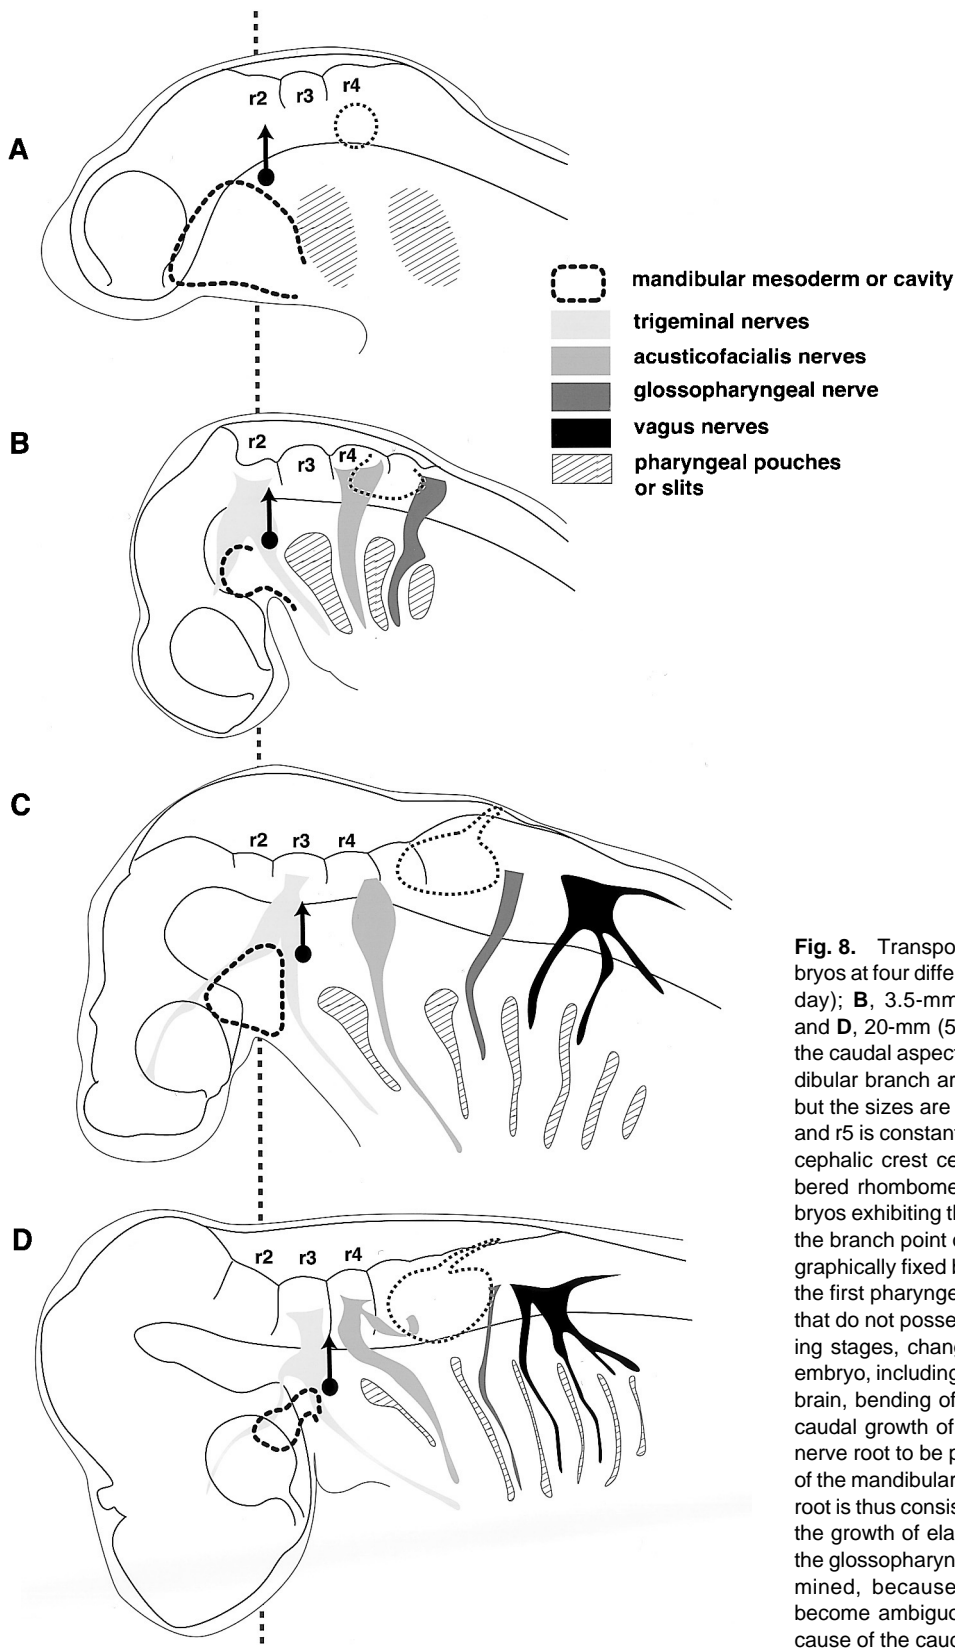 A
r2
r3
r4
mandibular mesoderm or cavity
trigeminal nerves
acusticofacialis nerves
glossopharyngeal nerve
vagus nerves
pharyngeal pouches
or slits
B
r2
r3
r4
C
r2
r3
r4
D
r2
r3
r4
Fig. 8. Transpo
bryos at four differe
day); B, 3.5-mm
and D, 20-mm (5
the caudal aspect
dibular branch ar
but the sizes are
and r5 is constant
cephalic crest ce
bered rhombome
bryos exhibiting th
the branch point o
graphically fixed b
the first pharynge
that do not posse
ing stages, chang
embryo, including
brain, bending of
caudal growth of
nerve root to be p
of the mandibular
root is thus consis
the growth of ela
the glossopharyn
mined, because
become ambiguo
cause of the cauc